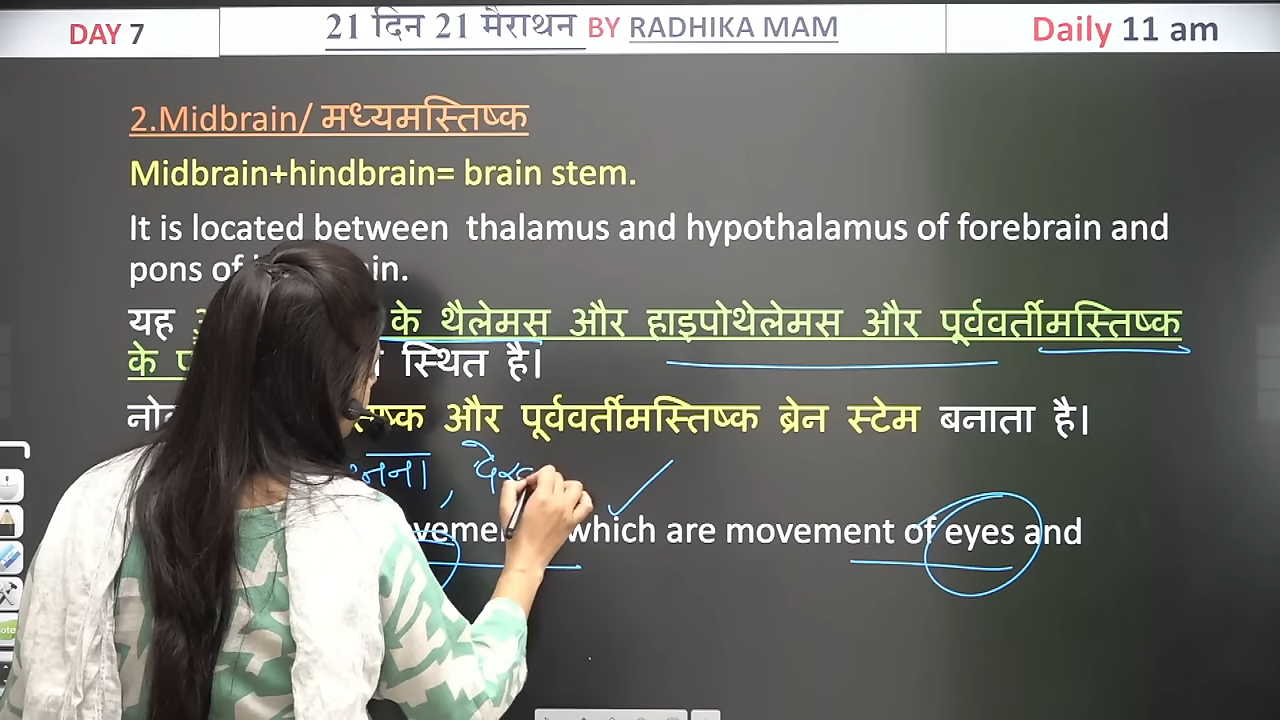 DAY 7
21 दिन 21 मैराथन BY RADHIKA MAM
Daily 11 am
2.Midbrain/ मध्यमस्तिष्क
Midbrain+hindbrain= brain stem.
It is located between thalamus and hypothalamus of forebrain and
pons of in.
यह के थैलेमस और हाइपोथेलेमस और पूर्ववर्तीमस्तिष्क
के स्थित है।
और पूर्ववर्तीमस्तिष्क ब्रेन स्टेम बनाता है।
which are movement of eyes and